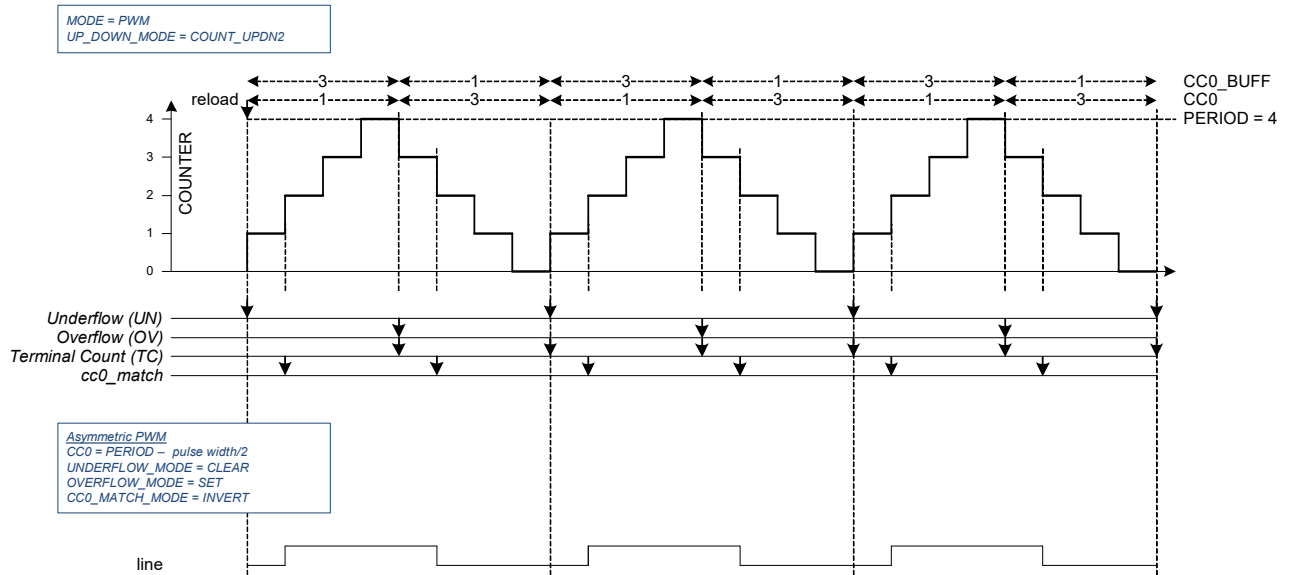 MODE = PWM
UP_DOWN_MODE = COUNT_UPDN2
3 1 3 1 3 1 CC0_BUFF
reload 1 3 1 3 1 3 CC0
4 PERIOD = 4
3
2
1
0
COUNTER
Underflow (UN)
Overflow (OV)
Terminal Count (TC)
cc0_match
Asymmetric PWM
CC0 = PERIOD – pulse width/2
UNDERFLOW_MODE = CLEAR
OVERFLOW_MODE = SET
CC0_MATCH_MODE = INVERT
line